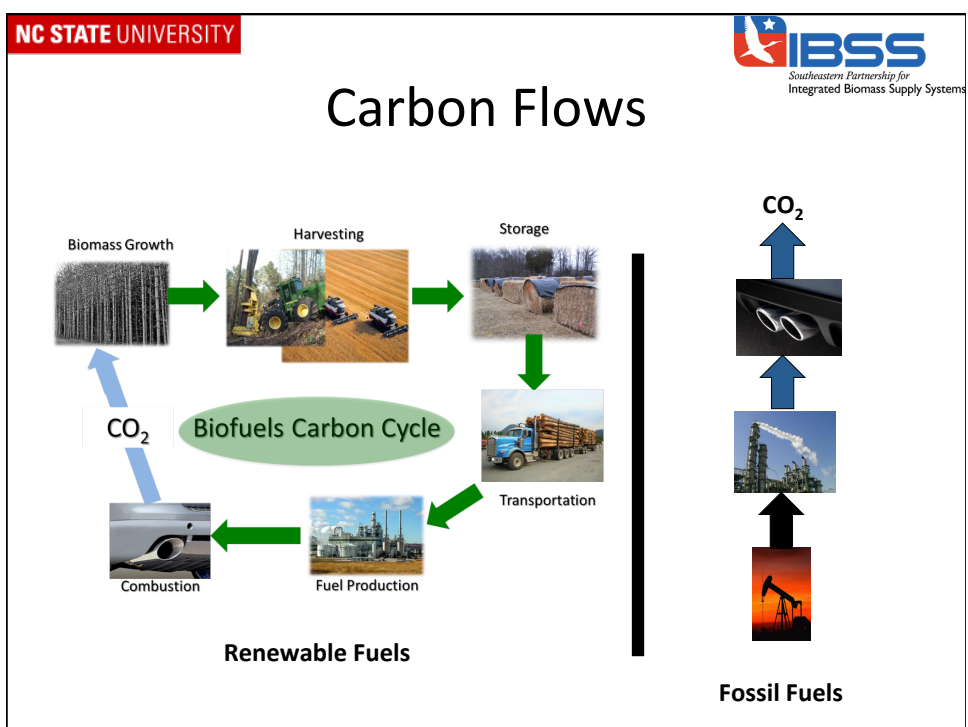 NC STATE UNIVERSITY
IBSS
Southeastern Partnership for
Integrated Biomass Supply Systems
Carbon Flows
Biomass Growth
Harvesting
Storage
CO₂
Biofuels Carbon Cycle
Transportation
Combustion
Fuel Production
Renewable Fuels
CO₂
Fossil Fuels